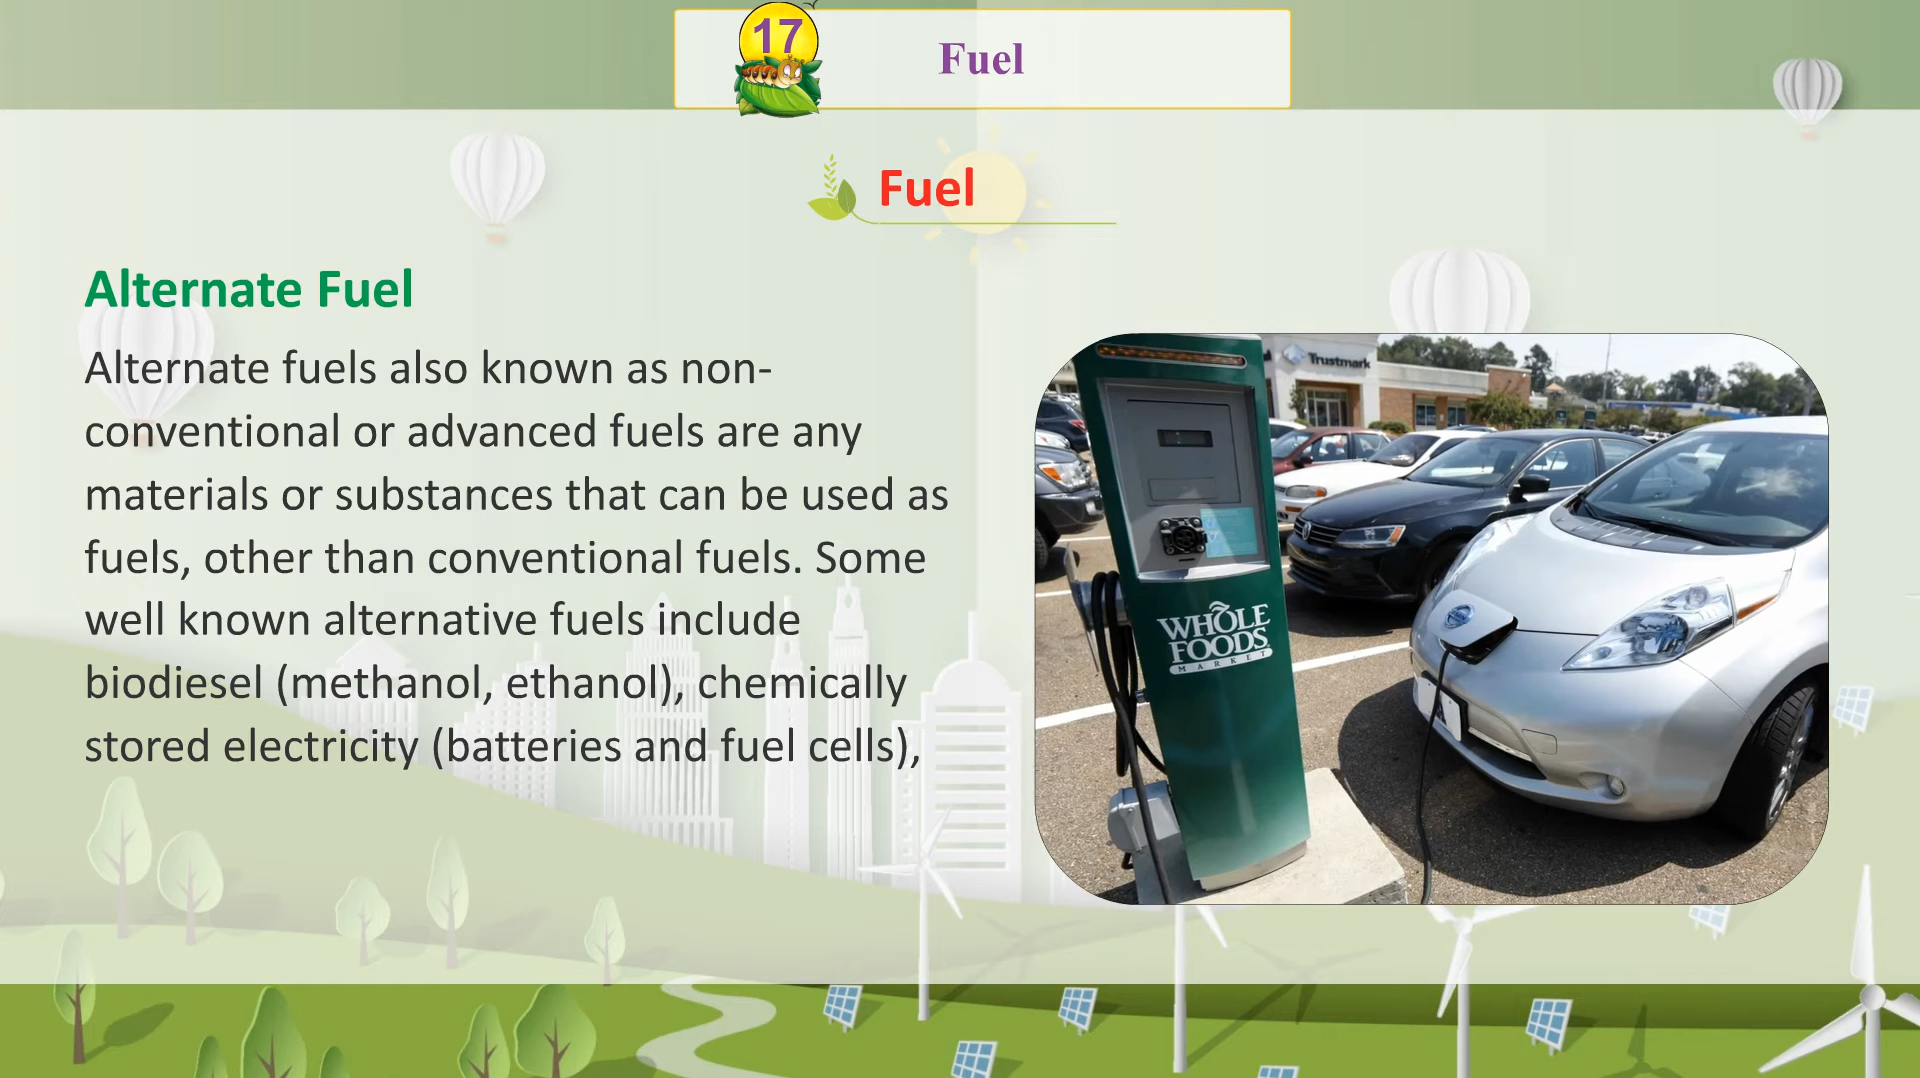 17
Fuel
Fuel
Alternate Fuel
Alternate fuels also known as non-
conventional or advanced fuels are any
materials or substances that can be used as
fuels, other than conventional fuels. Some
well known alternative fuels include
biodiesel (methanol, ethanol), chemically
stored electricity (batteries and fuel cells),
Trustmark
WHOLE
FOODS
MARKET